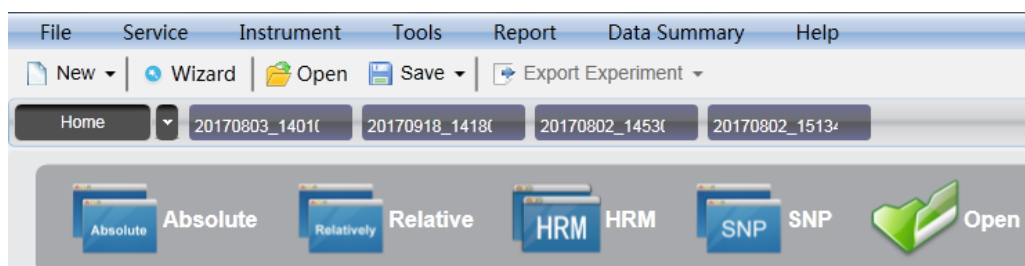 File Service Instrument Tools Report Data Summary Help
New Wizard Open Save Export Experiment
Home 20170803_1401( 20170918_1418( 20170802_1453( 20170802_1513
Absolute Absolute Relatively Relative HRM HRM SNP SNP Open